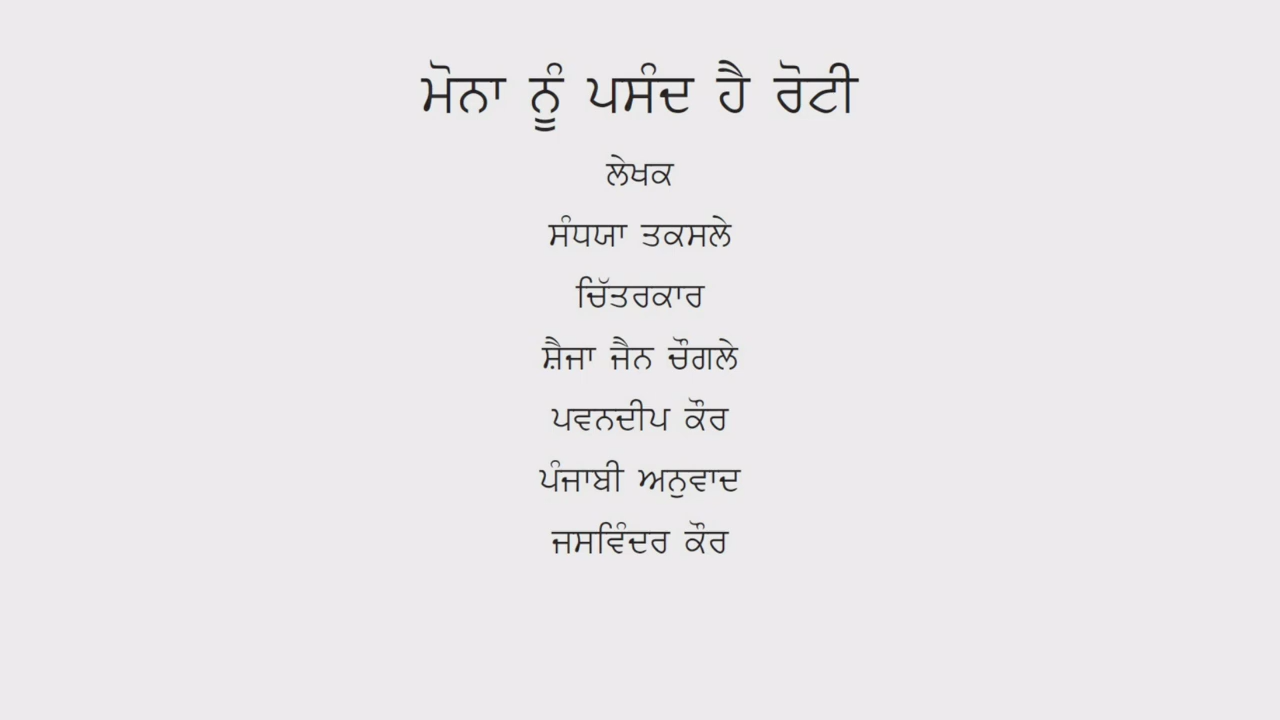 ਮੋਨਾ ਨੂੰ ਪਸੰਦ ਹੈ ਰੋਟੀ
ਲੇਖਕ
ਸੰਧਯਾ ਤਕਸਲੇ
ਚਿੱਤਰਕਾਰ
ਸ਼ੈਜਾ ਜੈਨ ਚੌਗਲੇ
ਪਵਨਦੀਪ ਕੌਰ
ਪੰਜਾਬੀ ਅਨੁਵਾਦ
ਜਸਵਿੰਦਰ ਕੌਰ